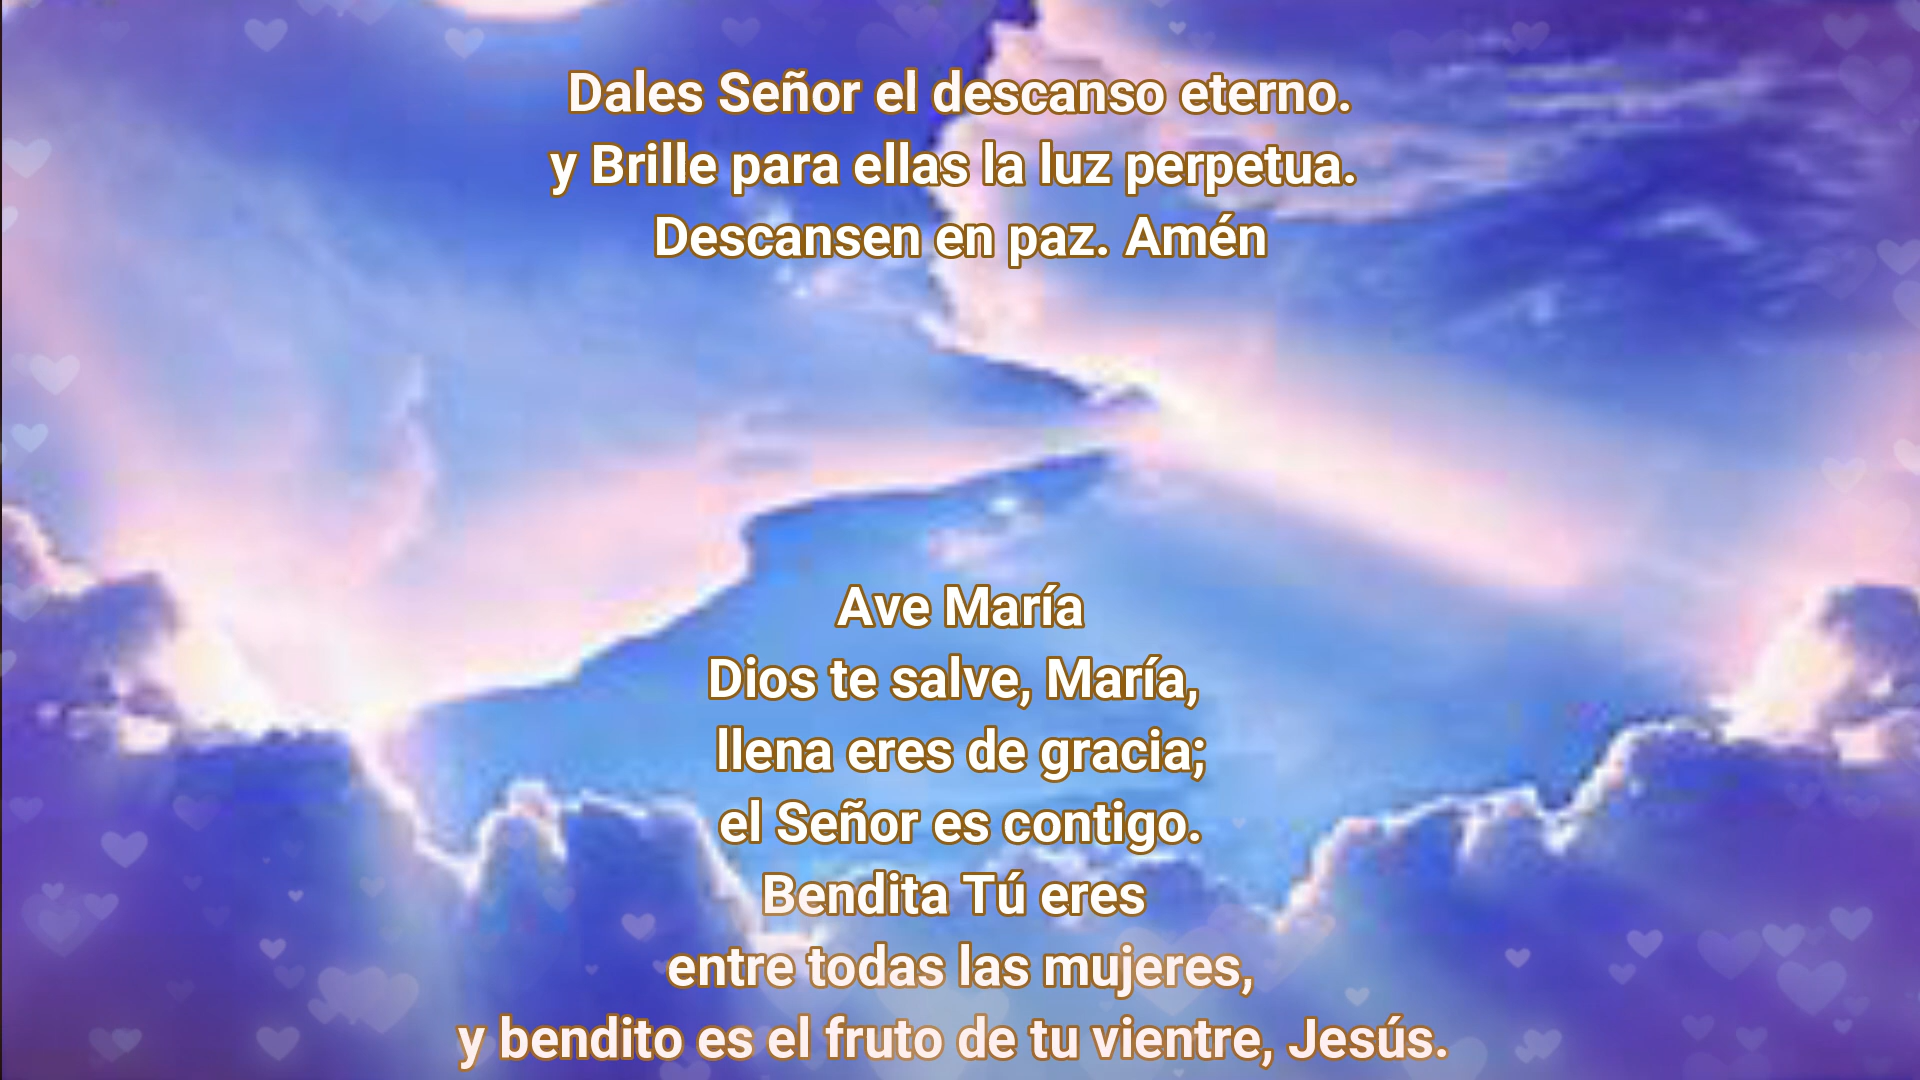 Dales Señor el descanso eterno.
y Brille para ellas la luz perpetua.
Descansen en paz. Amén
Ave María
Dios te salve, María,
llena eres de gracia;
el Señor es contigo.
Bendita Tú eres
entre todas las mujeres,
y bendito es el fruto de tu vientre, Jesús.